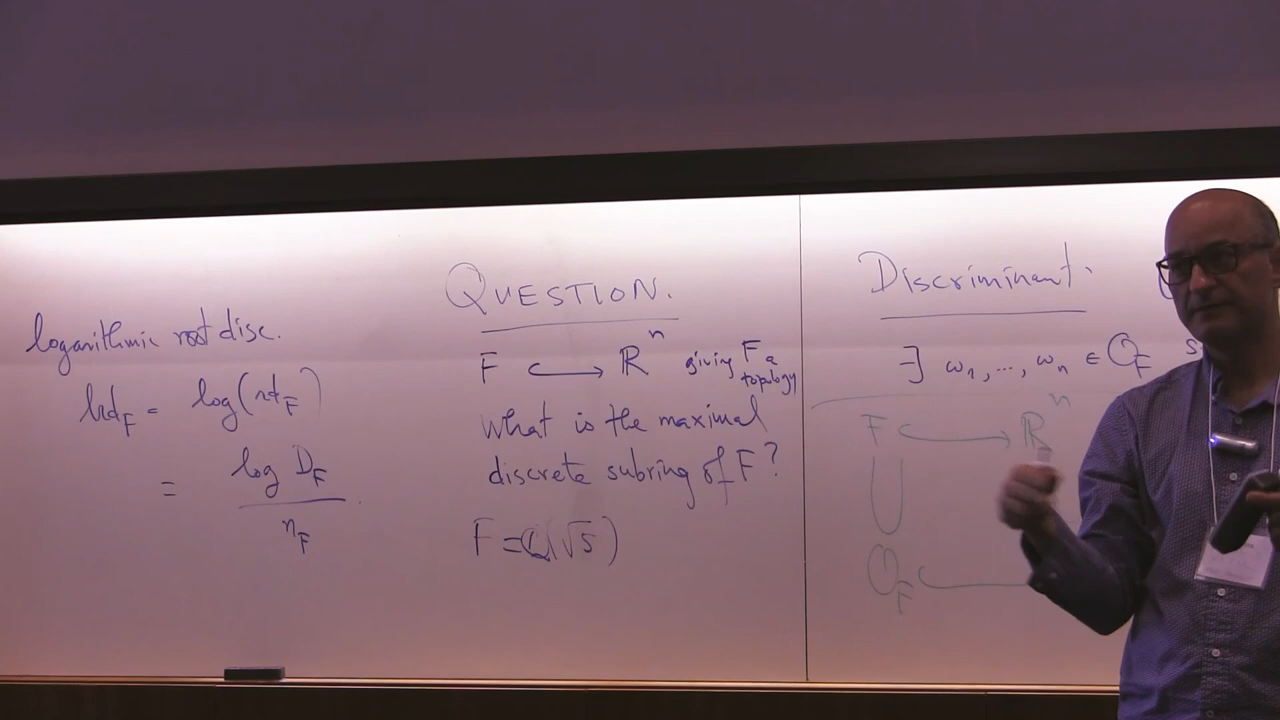 logarithmic root disc.
lrd_F = log(rd_F)
= log D_F / n_F.
QUESTION.
F ↪ ℝ^n giving F a topology
what is the maximal
discrete subring of F?
F = ℚ(√5)
Discriminant.
∃ ω_1, ..., ω_n ∈ O_F s
F ↪ ℝ^n
∪
O_F ↪